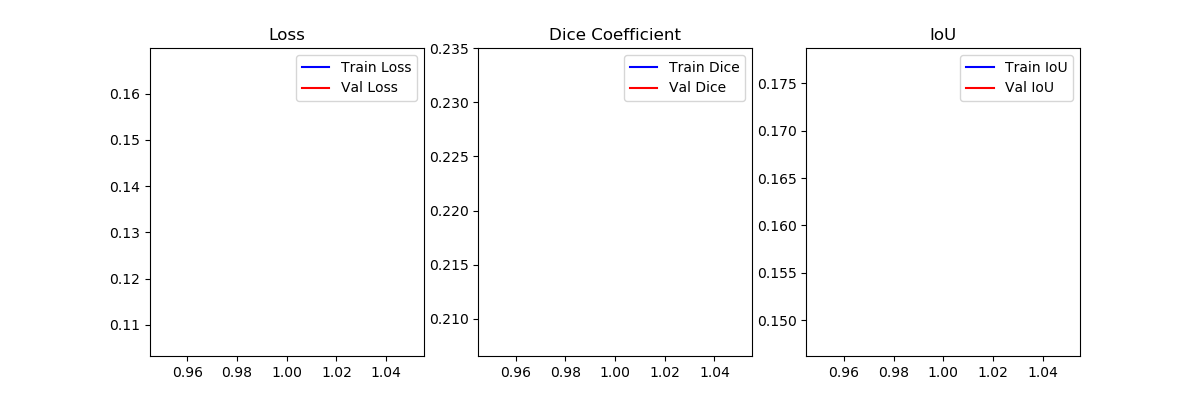 Loss
Train Loss
Val Loss
0.16
0.15
0.14
0.13
0.12
0.11
0.96 0.98 1.00 1.02 1.04
Dice Coefficient
Train Dice
Val Dice
0.235
0.230
0.225
0.220
0.215
0.210
0.96 0.98 1.00 1.02 1.04
IoU
Train IoU
Val IoU
0.175
0.170
0.165
0.160
0.155
0.150
0.96 0.98 1.00 1.02 1.04